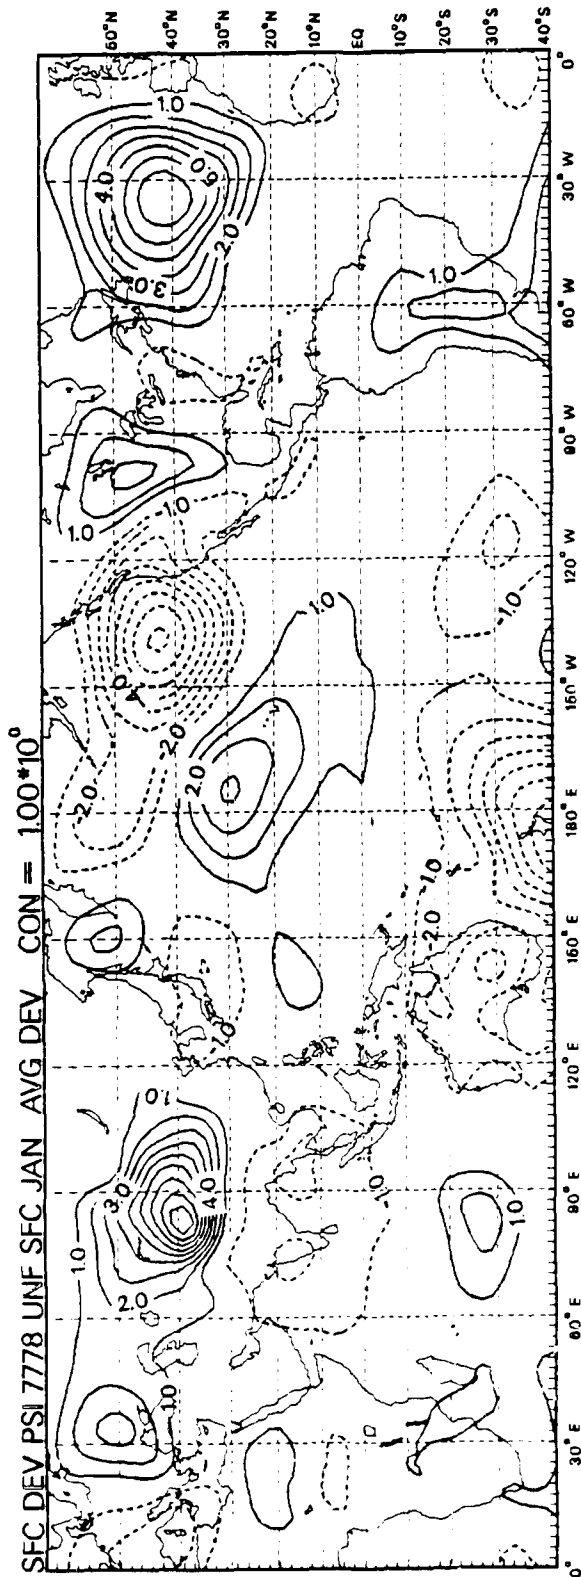 SFC DEV PSI 7778 UNF SFC JAN AVG DEV CON = 1.00*10⁰
50°N
40°N
30°N
20°N
10°N
EQ
10°S
20°S
30°S
40°S
0°
30° E
60° E
90° E
120° E
150° E
180° E
150° W
120° W
90° W
60° W
30° W
0°
1.0
1.0
2.0
3.0
4.0
1.0
1.0
1.0
1.0
-1.0
-2.0
-2.0
-2.0
2.0
1.0
-1.0
1.0
-1.0
1.0
3.0
4.0
6.0
2.0
1.0